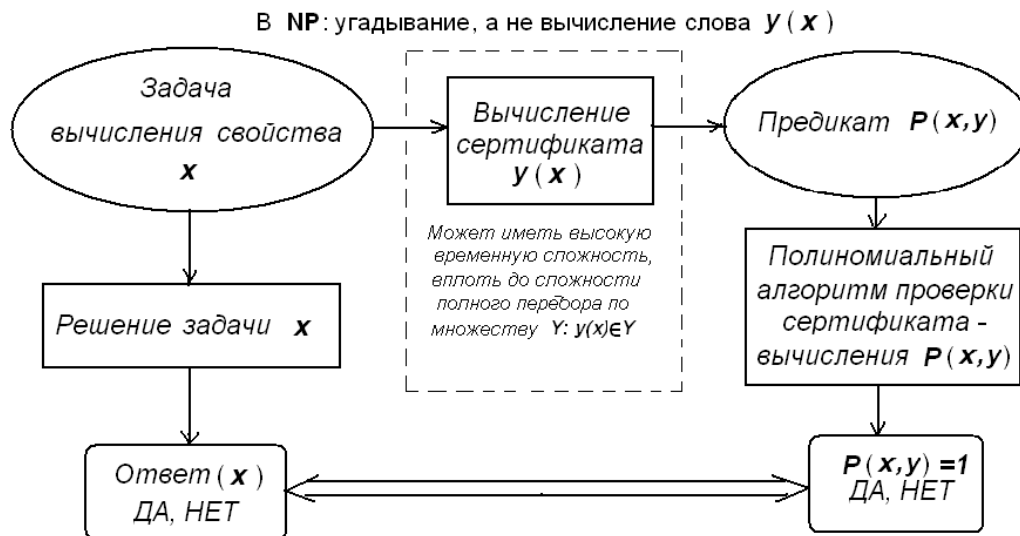 В NP: угадывание, а не вычисление слова y(x)
Задача
вычисления свойства
x
Вычисление
сертификата
y(x)
Предикат P(x,y)
Может иметь высокую
временную сложность,
вплоть до сложности
полного перебора по
множеству Y: y(x)∈Y
Решение задачи x
Полиномиальный
алгоритм проверки
сертификата -
вычисления P(x,y)
Ответ(x)
ДА, НЕТ
P(x,y)=1
ДА, НЕТ